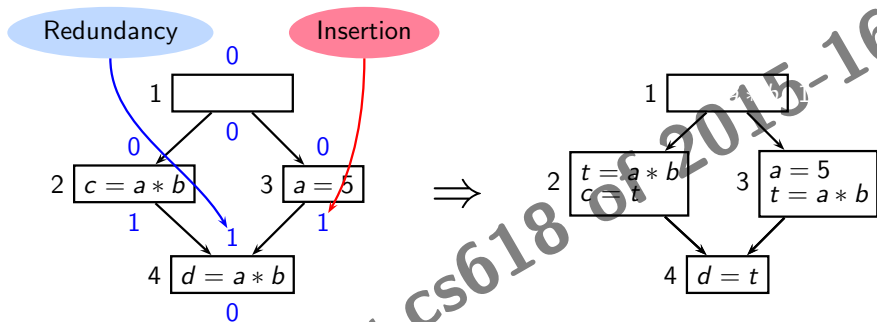 Redundancy
Insertion
0
1
0
0
0
2
c = a ∗ b
3
a = 5
1
1
1
4
d = a ∗ b
0
⇒
1
2
t = a ∗ b
c = t
3
a = 5
t = a ∗ b
4
d = t
cs618 of 2015-16